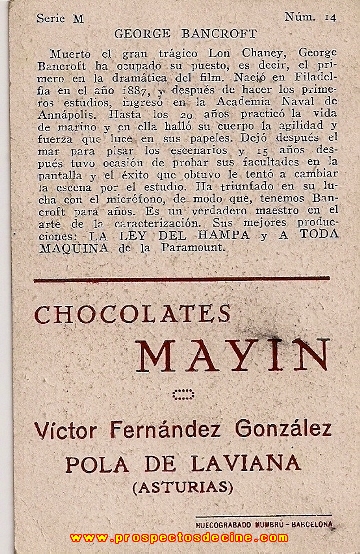 Serie M Núm. 14
GEORGE BANCROFT
Muerto el gran trágico Lon Chaney, George
Bancroft ha ocupado su puesto, es decir, el pri-
mero en la dramática del film. Nació en Filadel-
fia en el año 1887, y después de hacer los prime-
ros estudios, ingresó en la Academia Naval de
Annápolis. Hasta los 20 años practicó la vida
de marino y en ella halló su cuerpo la agilidad y
fuerza que luce en sus papeles. Dejó después el
mar para pisar los escenarios y 15 años des-
pués tuvo ocasión de probar sus facultades en la
pantalla y el éxito que obtuvo le tentó a cambiar
la escena por el estudio. Ha triunfado en su lu-
cha con el micrófono, de modo que, tenemos Ban-
croft para años. Es un verdadero maestro en el
arte de la caracterización. Sus mejores produc-
ciones: LA LEY DEL HAMPA y A TODA
MAQUINA de la Paramount.
CHOCOLATES
MAYIN
Víctor Fernández González
POLA DE LAVIANA
(ASTURIAS)
HUECOGRABADO MUMBRÚ - BARCELONA
www.prospectosdecine.com